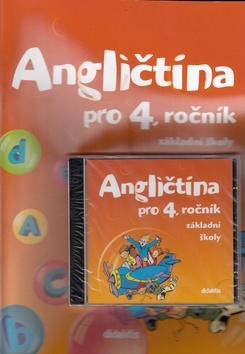 Angličtina
pro 4. ročník
základní školy
d
a
A
C
B
Angličtina
pro 4. ročník
základní
školy
didaktis
didaktis